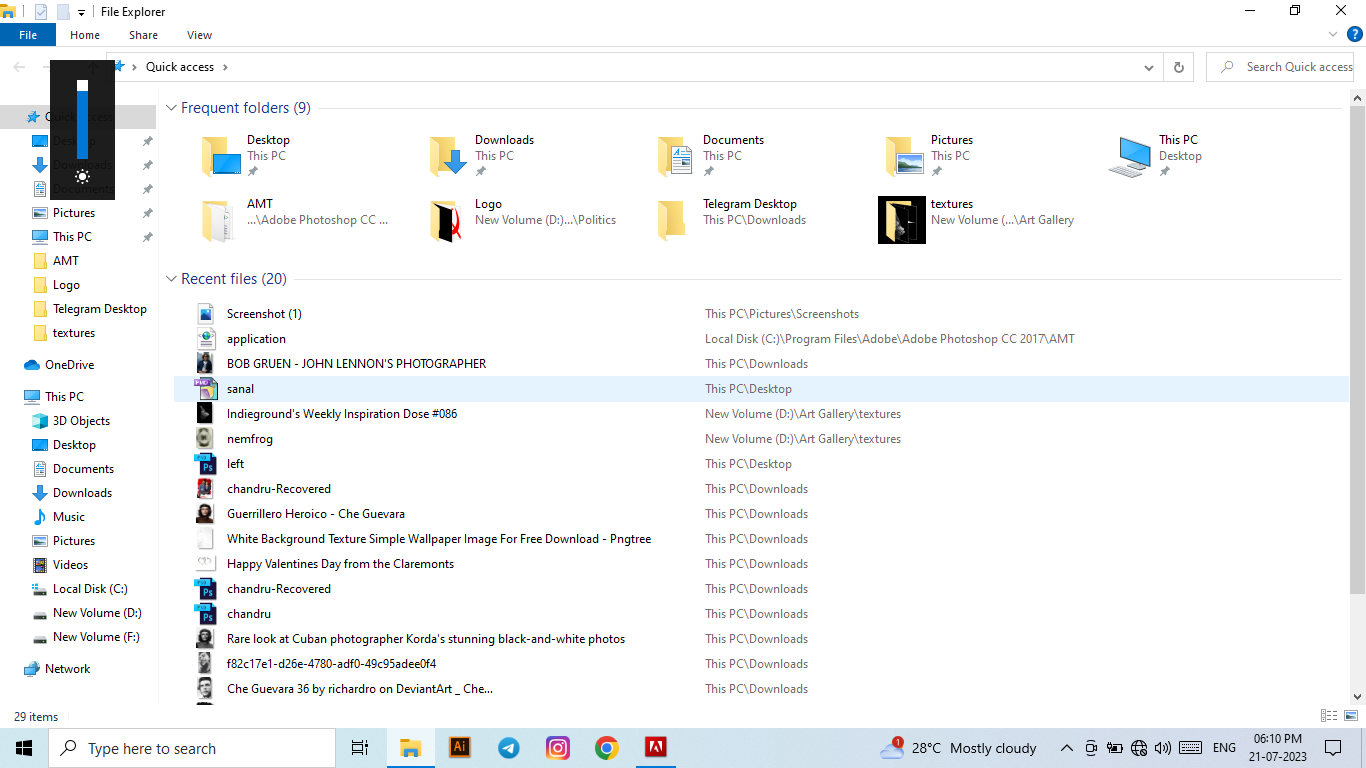 File Explorer
File Home Share View
Quick access
Search Quick access
Quick access
Desktop
Downloads
Documents
Pictures
This PC
AMT
Logo
Telegram Desktop
textures
OneDrive
This PC
3D Objects
Desktop
Documents
Downloads
Music
Pictures
Videos
Local Disk (C:)
New Volume (D:)
New Volume (F:)
Network
Frequent folders (9)
Desktop
This PC
Downloads
This PC
Documents
This PC
Pictures
This PC
This PC
Desktop
AMT
...\Adobe Photoshop CC ...
Logo
New Volume (D:)...\Politics
Telegram Desktop
This PC\Downloads
textures
New Volume (...\Art Gallery
Recent files (20)
Screenshot (1) This PC\Pictures\Screenshots
application Local Disk (C:)\Program Files\Adobe\Adobe Photoshop CC 2017\AMT
BOB GRUEN - JOHN LENNON'S PHOTOGRAPHER This PC\Downloads
sanal This PC\Desktop
Indieground's Weekly Inspiration Dose #086 New Volume (D:)\Art Gallery\textures
nemfrog New Volume (D:)\Art Gallery\textures
left This PC\Desktop
chandru-Recovered This PC\Downloads
Guerrillero Heroico - Che Guevara This PC\Downloads
White Background Texture Simple Wallpaper Image For Free Download - Pngtree This PC\Downloads
Happy Valentines Day from the Claremonts This PC\Downloads
chandru-Recovered This PC\Downloads
chandru This PC\Downloads
Rare look at Cuban photographer Korda's stunning black-and-white photos This PC\Downloads
f82c17e1-d26e-4780-adf0-49c95adee0f4 This PC\Downloads
Che Guevara 36 by richardro on DeviantArt _ Che... This PC\Downloads
29 items
Type here to search
Ai
1
28°C Mostly cloudy
ENG
06:10 PM
21-07-2023